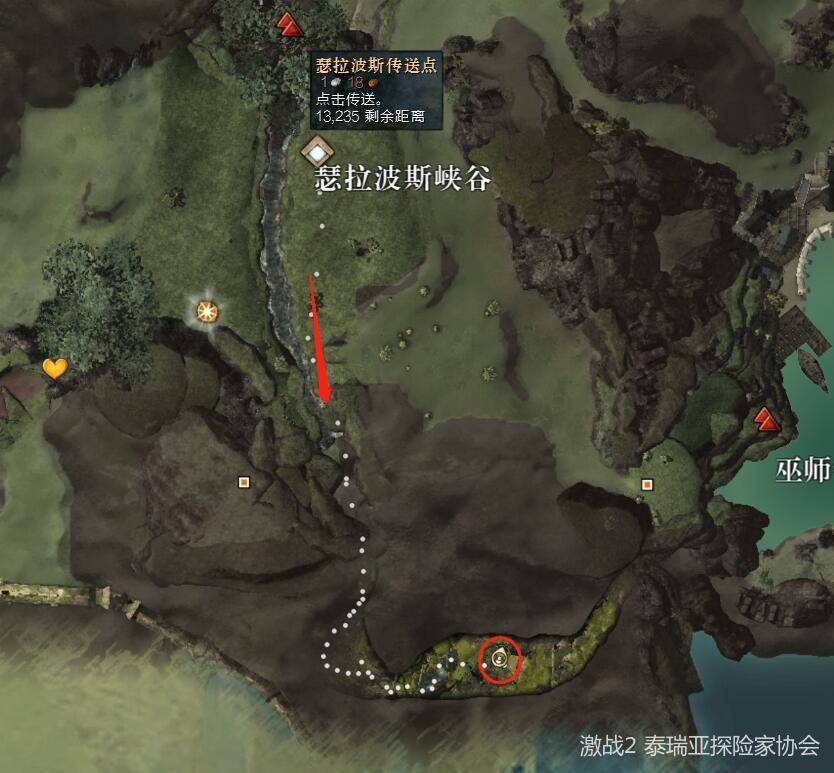 瑟拉波斯传送点
1 18
点击传送。
13,235 剩余距离
瑟拉波斯峡谷
巫师
激战2 泰瑞亚探险家协会